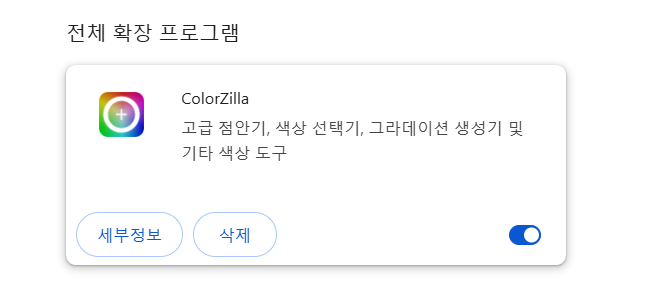 전체 확장 프로그램
ColorZilla
고급 점안기, 색상 선택기, 그라데이션 생성기 및
기타 색상 도구
세부정보
삭제